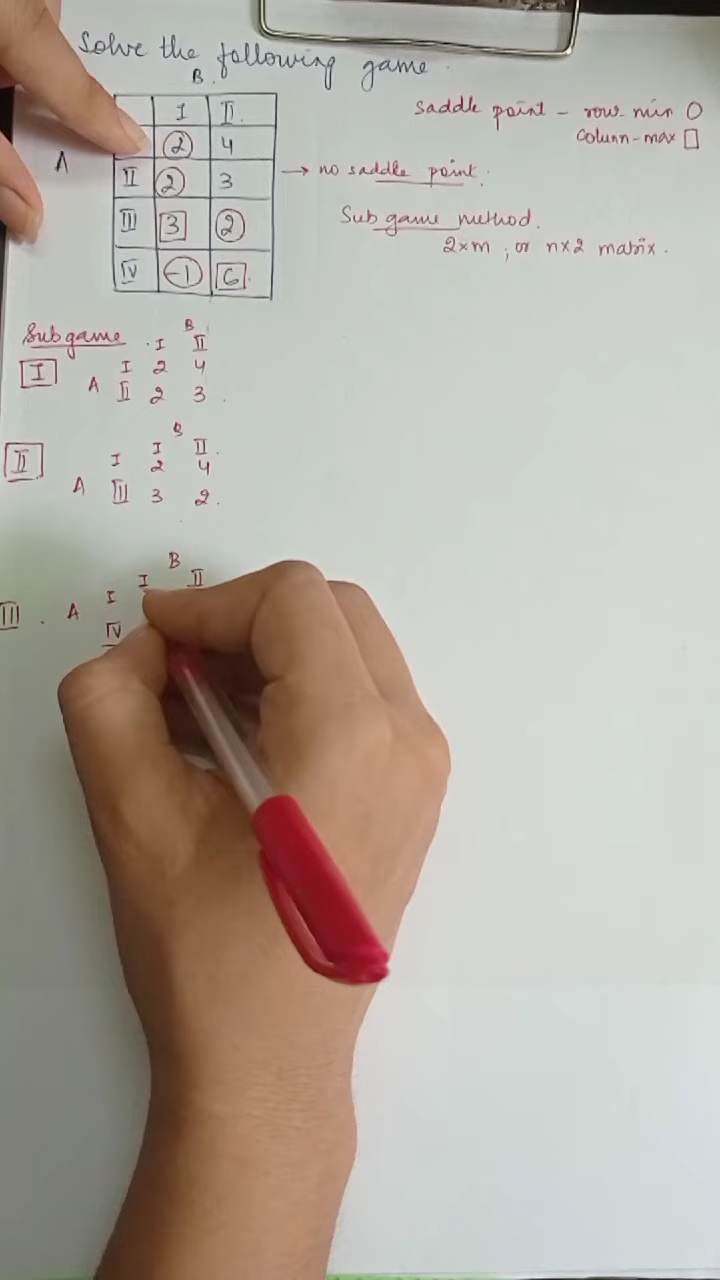 Solve the following game.
B.
I II.
saddle point - row-min O
column-max □
A
2 4
II 2 3
→ no saddle point.
III 3 2
Sub game method.
2×m , or n×2 matrix.
IV -1 6
Subgame
B
I II
I
I 2 4
A II 2 3.
B
I II.
II
I 2 4
A III 3 2.
B
I II
III. A I
IV